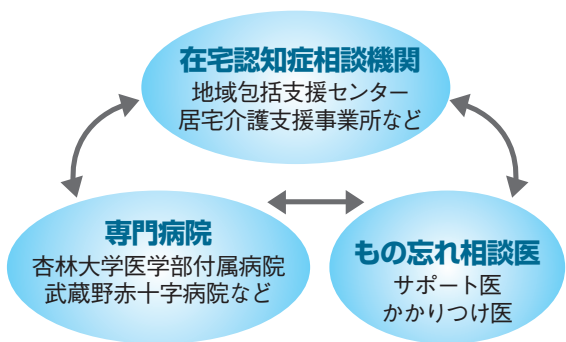 在宅認知症相談機関
地域包括支援センター
居宅介護支援事業所など
専門病院
杏林大学医学部付属病院
武蔵野赤十字病院など
もの忘れ相談医
サポート医
かかりつけ医